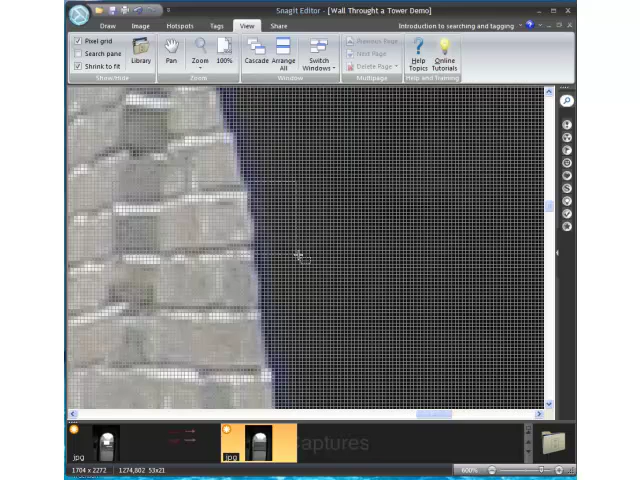 SnagIt Editor - [Wall Throught a Tower Demo]
Draw Image Hotspots Tags View Share Introduction to searching and tagging
Pixel grid
Search pane
Shrink to fit
Library
Pan
Zoom
100%
Cascade
Arrange All
Switch Windows
Previous Page
Next Page
Delete Page
Help Topics
Online Tutorials
Show/Hide Zoom Window Multipage Help and Training
jpg
jpg
Captures
1704 x 2272 1274,802 53x21 600%